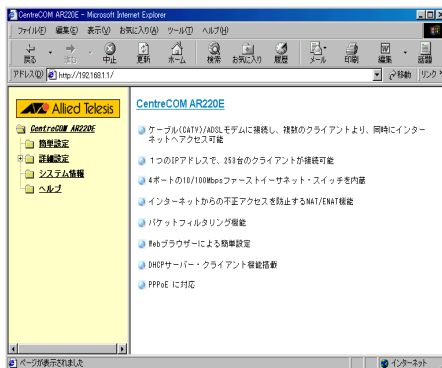 CentreCOM AR220E - Microsoft Internet Explorer
ファイル(F) 編集(E) 表示(V) お気に入り(A) ツール(T) ヘルプ(H)
戻る 進む 中止 更新 ホーム 検索 お気に入り 履歴 メール 印刷 編集 話題
アドレス(D) http://192.168.1.1/ 移動 リンク »
Allied Telesis
CentreCOM AR220E
簡単設定
詳細設定
システム情報
ヘルプ
CentreCOM AR220E
ケーブル(CATV)/ADSLモデムに接続し、複数のクライアントより、同時にインター
ネットへアクセス可能
1つのIPアドレスで、253台のクライアントが接続可能
4ポートの10/100Mbpsファーストイーサネット・スイッチを内蔵
インターネットからの不正アクセスを防止するNAT/ENAT機能
パケットフィルタリング機能
Webブラウザーによる簡単設定
DHCPサーバー・クライアント機能搭載
PPPoE に対応
ページが表示されました
インターネット